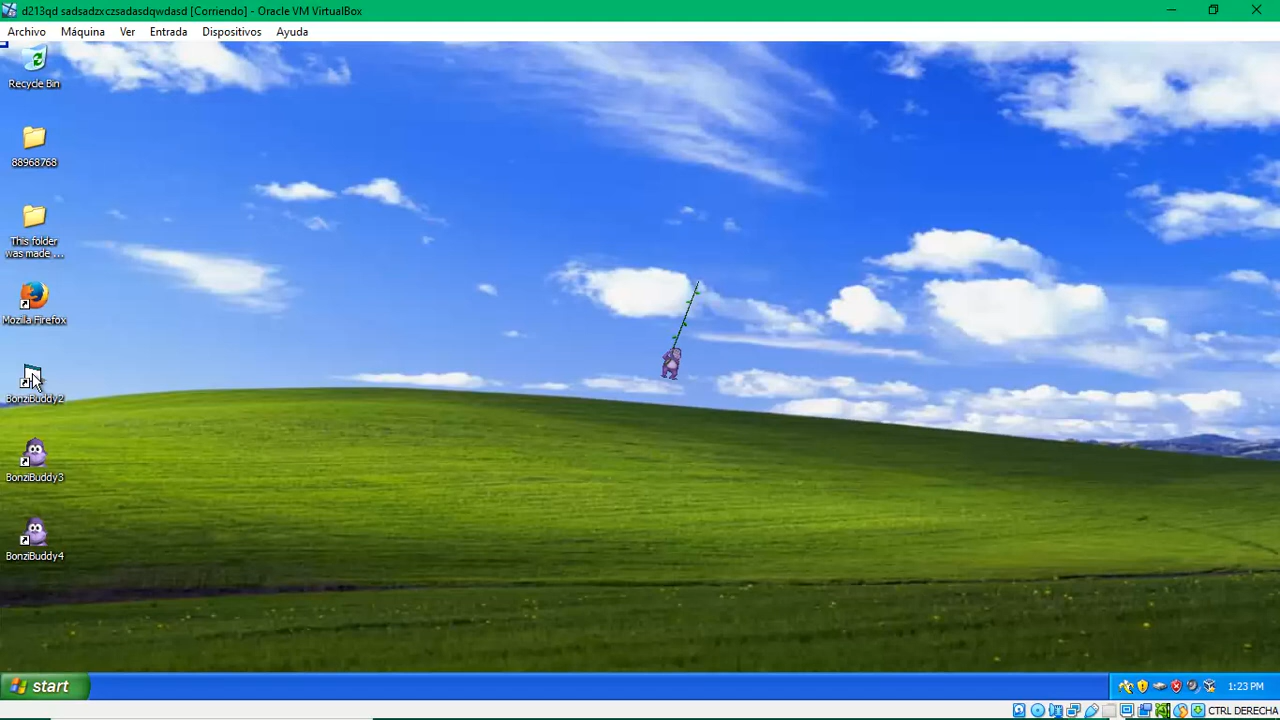 d213qd sadsadzxczsadasdqwdasd [Corriendo] - Oracle VM VirtualBox
Archivo Máquina Ver Entrada Dispositivos Ayuda
Recycle Bin
88968768
This folder
was made ...
Mozilla Firefox
BonziBuddy2
BonziBuddy3
BonziBuddy4
start
1:23 PM
CTRL DERECHA